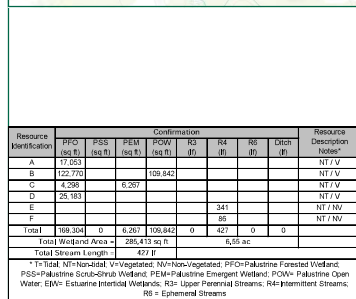 Resource Identification Confirmation Resource Description Notes*
PFO (sq ft) PSS (sq ft) PEM (sq ft) POW (sq ft) R3 (lf) R4 (lf) R6 (lf) Ditch (lf)
A 17,053 NT / V
B 122,770 109,842 NT / V
C 4,298 6,267 NT / V
D 25,183 NT / V
E 341 NT / NV
F 86 NT / NV
Total 169,304 0 6,267 109,842 0 427 0 0
Total Wetland Area = 285,413 sq ft 6.55 ac
Total Stream Length = 427 lf
* T=Tidal, NT=Non-tidal, V=Vegetated; NV=Non-Vegetated; PFO=Palustrine Forested Wetland;
PSS=Palustrine Scrub-Shrub Wetland; PEM=Palustrine Emergent Wetland; POW= Palustrine Open
Water; EIW= Estuarine Intertidal Wetlands; R3= Upper Perennial Streams; R4=Intermittent Streams;
R6 = Ephemeral Streams